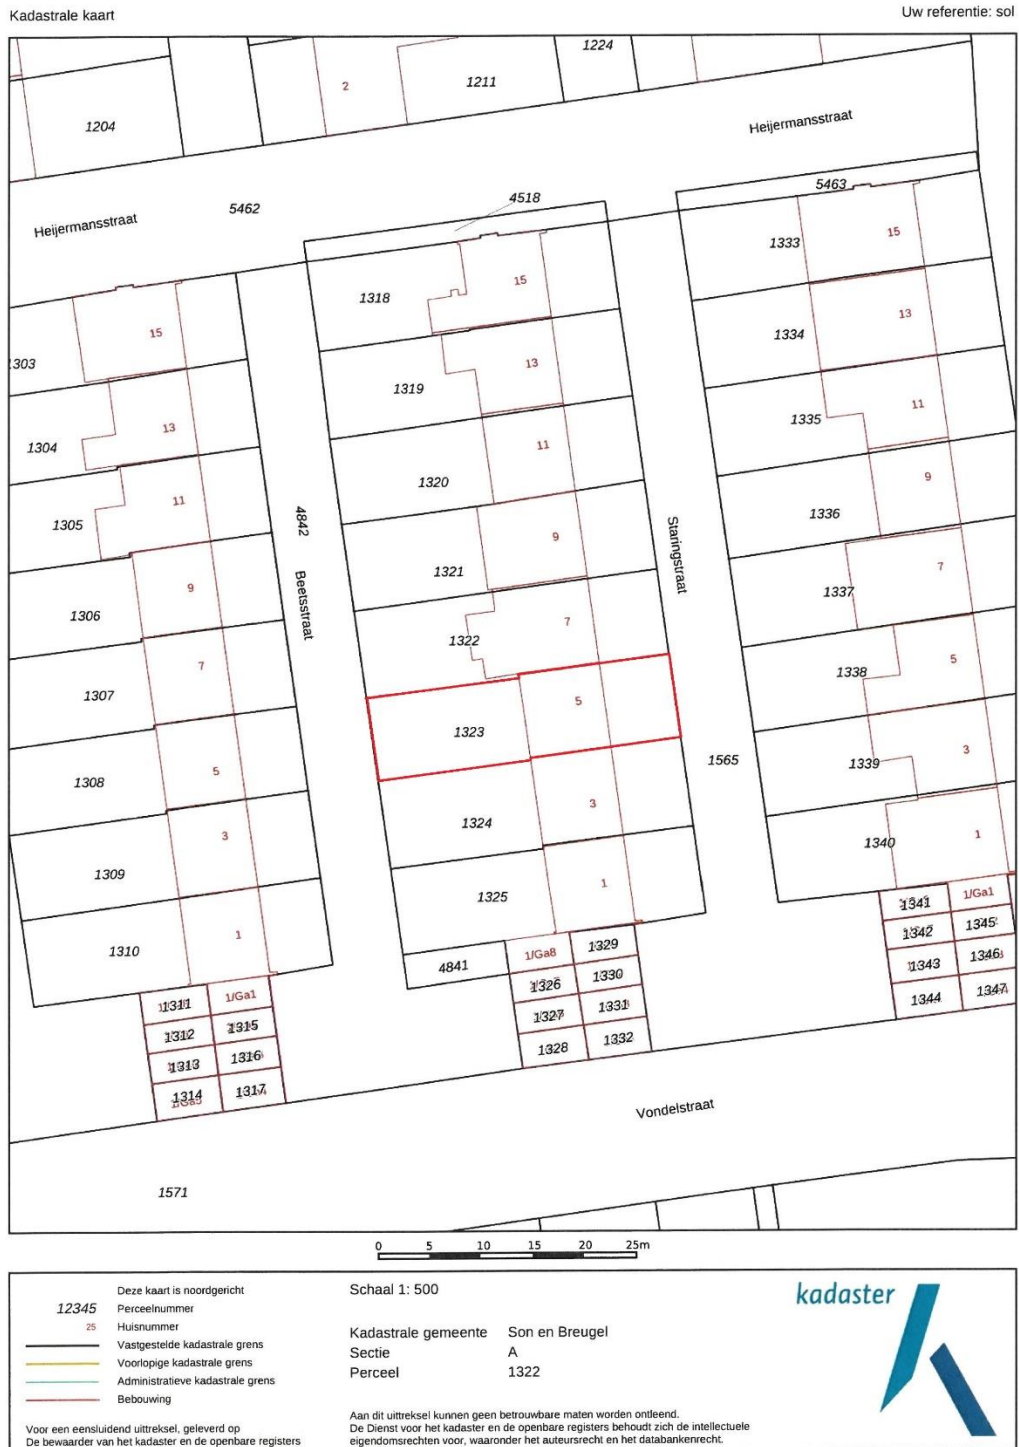 Kadastrale kaart
Uw referentie: sol
1224
2
1211
1204
Heijermansstraat
5463
4518
5462
Heijermansstraat
1333
15
1318
15
1303
15
1334
13
1319
13
1304
13
1335
11
1320
11
1305
11
1336
9
4842
Beetsstraat
Staringstraat
1321
9
1337
7
1306
9
1322
7
1338
5
1307
7
1323
5
1339
3
1565
1308
5
1324
3
1340
1
1309
3
1325
1
1341
1/Ga1
1310
1
1342
1345
1/Ga8
1329
1343
1346
4841
1326
1330
1344
1347
1311
1/Ga1
1327
1331
1312
1315
1328
1332
1313
1316
1314
1317
Vondelstraat
1571
0 5 10 15 20 25m
Deze kaart is noordgericht
12345 Perceelnummer
25 Huisnummer
Vastgestelde kadastrale grens
Voorlopige kadastrale grens
Administratieve kadastrale grens
Bebouwing
Voor een eensluidend uittreksel, geleverd op
De bewaarder van het kadaster en de openbare registers
Schaal 1: 500
Kadastrale gemeente Son en Breugel
Sectie A
Perceel 1322
Aan dit uittreksel kunnen geen betrouwbare maten worden ontleend.
De Dienst voor het kadaster en de openbare registers behoudt zich de intellectuele
eigendomsrechten voor, waaronder het auteursrecht en het databankenrecht.
kadaster